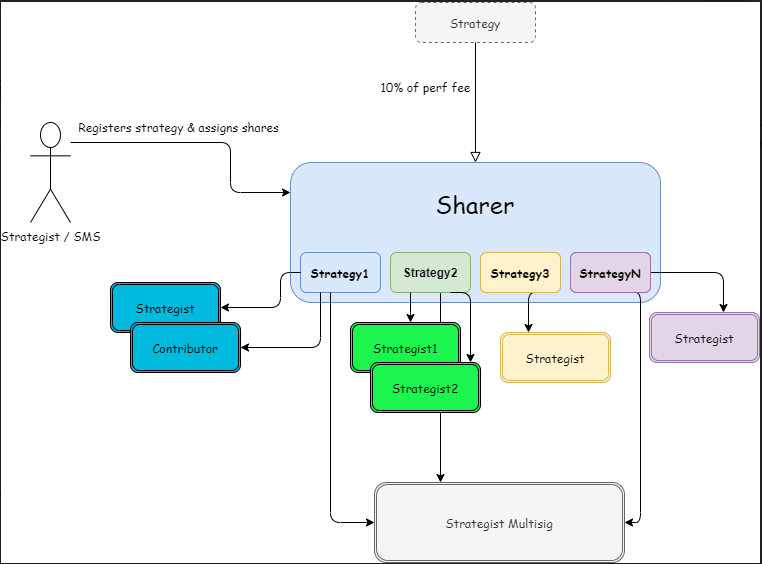 Strategy
10% of perf fee
Registers strategy & assigns shares
Strategist / SMS
Sharer
Strategy1
Strategy2
Strategy3
StrategyN
Strategist
Contributor
Strategist1
Strategist2
Strategist
Strategist
Strategist Multisig